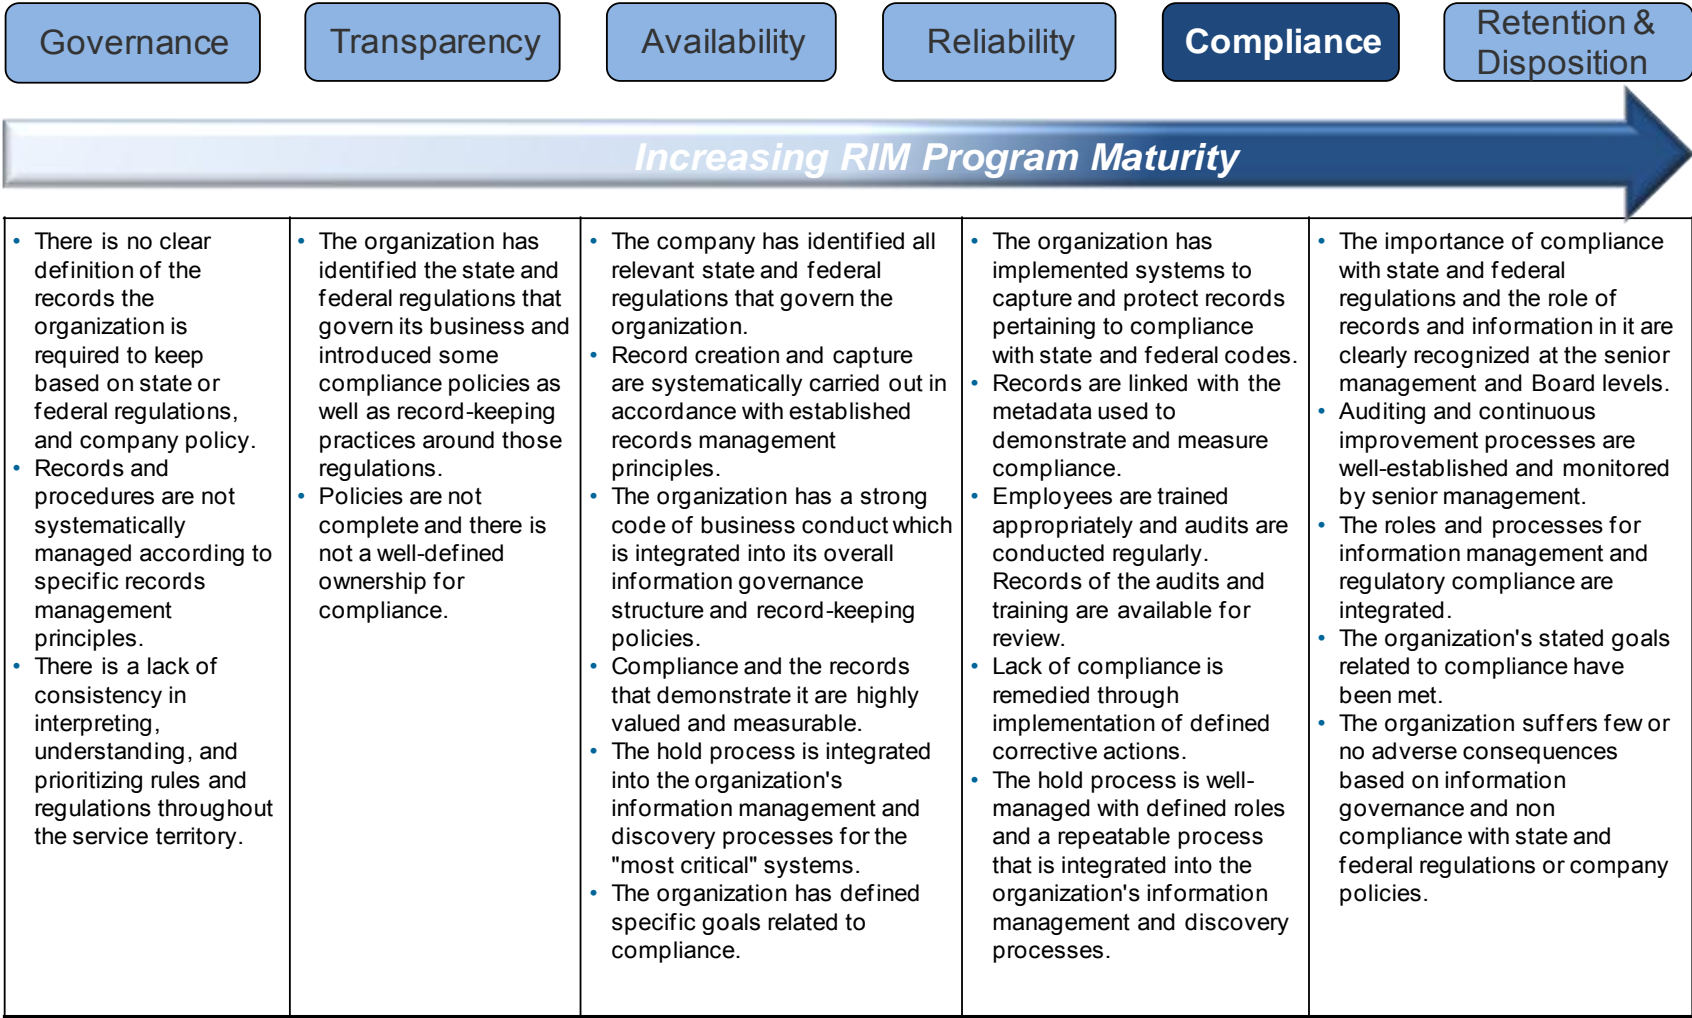 Governance
Transparency
Availability
Reliability
Compliance
Retention &
Disposition
Increasing RIM Program Maturity
• There is no clear
definition of the
records the
organization is
required to keep
based on state or
federal regulations,
and company policy.
• Records and
procedures are not
systematically
managed according to
specific records
management
principles.
• There is a lack of
consistency in
interpreting,
understanding, and
prioritizing rules and
regulations throughout
the service territory.
• The organization has
identified the state and
federal regulations that
govern its business and
introduced some
compliance policies as
well as record-keeping
practices around those
regulations.
• Policies are not
complete and there is
not a well-defined
ownership for
compliance.
• The company has identified all
relevant state and federal
regulations that govern the
organization.
• Record creation and capture
are systematically carried out in
accordance with established
records management
principles.
• The organization has a strong
code of business conduct which
is integrated into its overall
information governance
structure and record-keeping
policies.
• Compliance and the records
that demonstrate it are highly
valued and measurable.
• The hold process is integrated
into the organization's
information management and
discovery processes for the
"most critical" systems.
• The organization has defined
specific goals related to
compliance.
• The organization has
implemented systems to
capture and protect records
pertaining to compliance
with state and federal codes.
• Records are linked with the
metadata used to
demonstrate and measure
compliance.
• Employees are trained
appropriately and audits are
conducted regularly.
Records of the audits and
training are available for
review.
• Lack of compliance is
remedied through
implementation of defined
corrective actions.
• The hold process is well-
managed with defined roles
and a repeatable process
that is integrated into the
organization's information
management and discovery
processes.
• The importance of compliance
with state and federal
regulations and the role of
records and information in it are
clearly recognized at the senior
management and Board levels.
• Auditing and continuous
improvement processes are
well-established and monitored
by senior management.
• The roles and processes for
information management and
regulatory compliance are
integrated.
• The organization's stated goals
related to compliance have
been met.
• The organization suffers few or
no adverse consequences
based on information
governance and non
compliance with state and
federal regulations or company
policies.